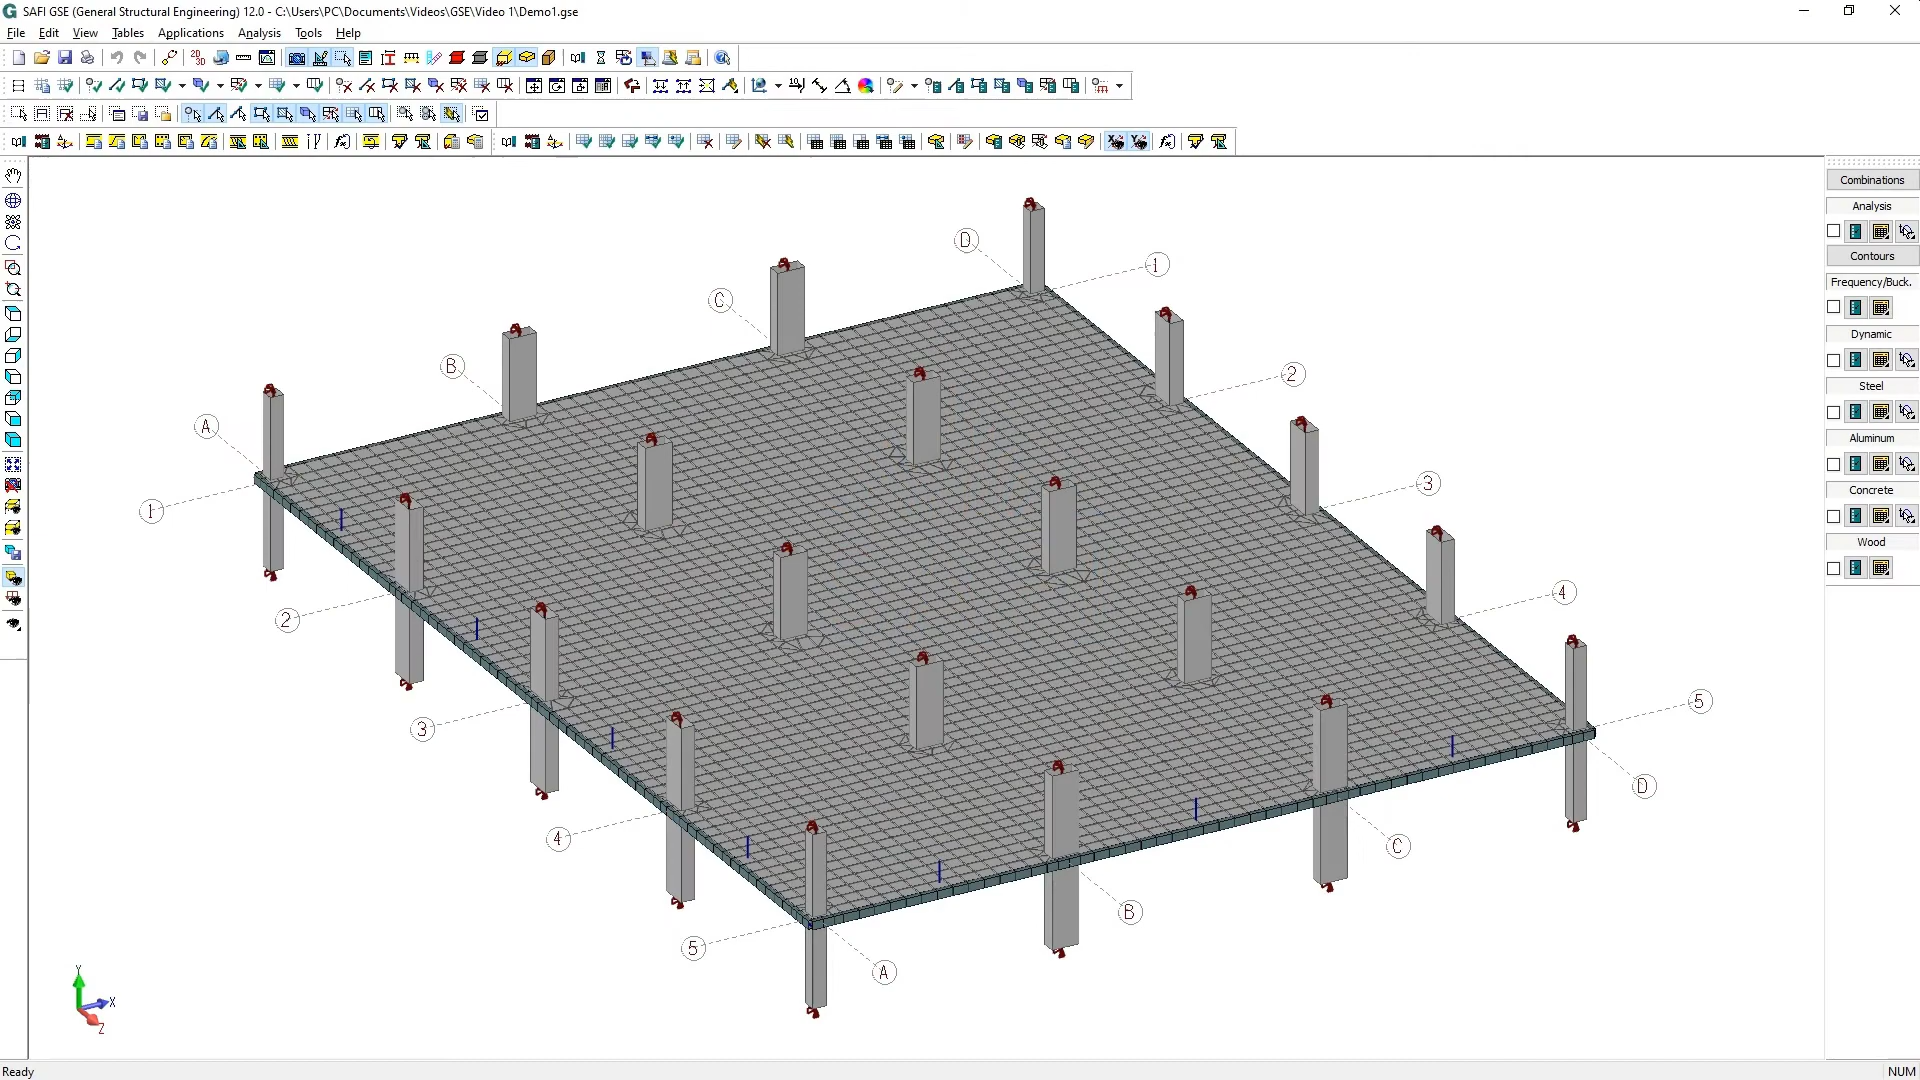 SAFI GSE (General Structural Engineering) 12.0 - C:\Users\PC\Documents\Videos\GSE\Video 1\Demo1.gse
File Edit View Tables Applications Analysis Tools Help
Combinations
Analysis
Contours
Frequency/Buck.
Dynamic
Steel
Aluminum
Concrete
Wood
D
1
C
B
2
A
3
1
4
2
5
3
D
4
C
B
5
A
Y
X
Z
Ready NUM